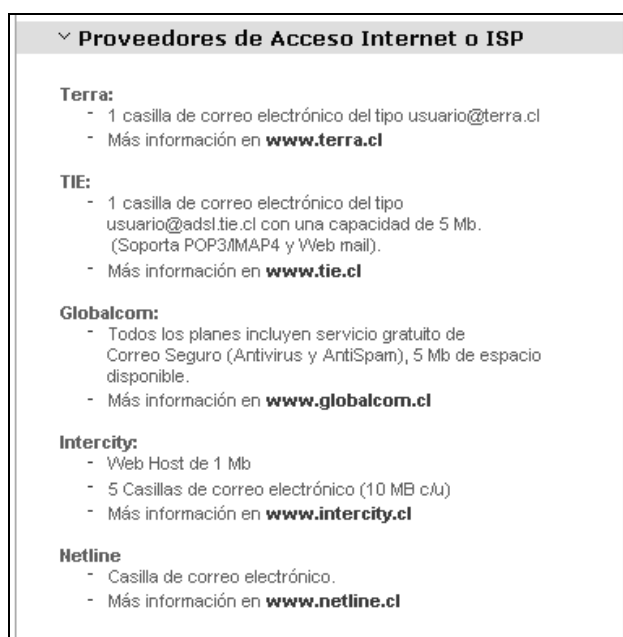 Proveedores de Acceso Internet o ISP
Terra:
- 1 casilla de correo electrónico del tipo usuario@terra.cl
- Más información en www.terra.cl
TIE:
- 1 casilla de correo electrónico del tipo
usuario@adsl.tie.cl con una capacidad de 5 Mb.
(Soporta POP3/IMAP4 y Web mail).
- Más información en www.tie.cl
Globalcom:
- Todos los planes incluyen servicio gratuito de
Correo Seguro (Antivirus y AntiSpam), 5 Mb de espacio
disponible.
- Más información en www.globalcom.cl
Intercity:
- Web Host de 1 Mb
- 5 Casillas de correo electrónico (10 MB c/u)
- Más información en www.intercity.cl
Netline
- Casilla de correo electrónico.
- Más información en www.netline.cl